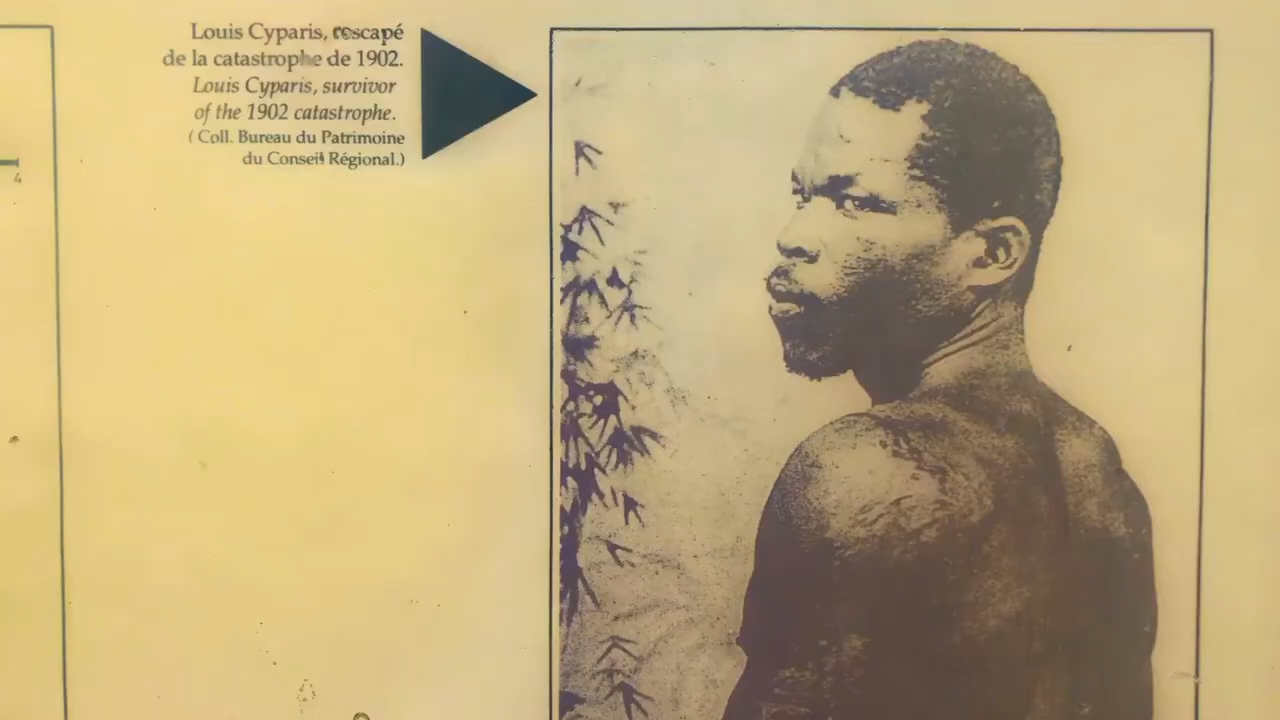 Louis Cyparis, rescapé
de la catastrophe de 1902.
Louis Cyparis, survivor
of the 1902 catastrophe.
( Coll. Bureau du Patrimoine
du Conseil Régional.)
4